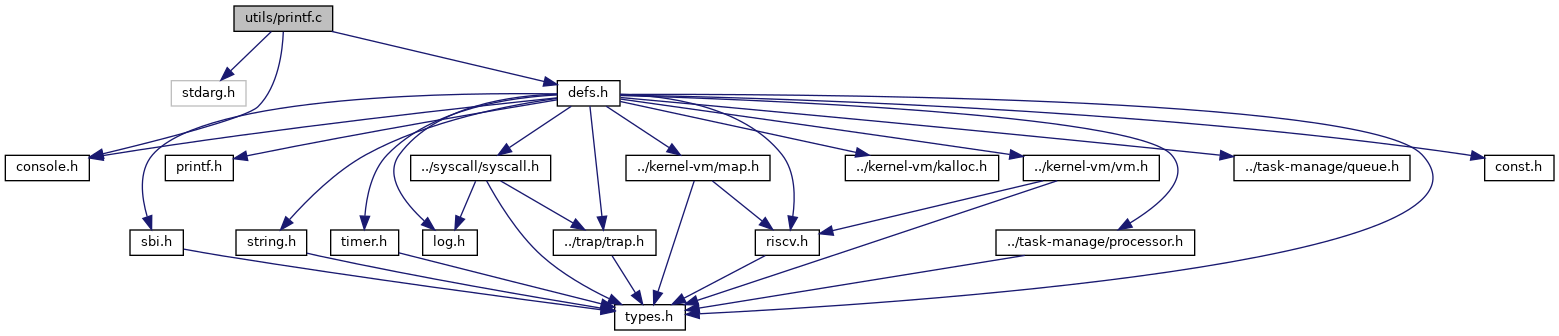 utils/printf.c
stdarg.h
defs.h
console.h
printf.h
../syscall/syscall.h
../kernel-vm/map.h
../kernel-vm/kalloc.h
../kernel-vm/vm.h
../task-manage/queue.h
const.h
sbi.h
string.h
timer.h
log.h
../trap/trap.h
riscv.h
../task-manage/processor.h
types.h